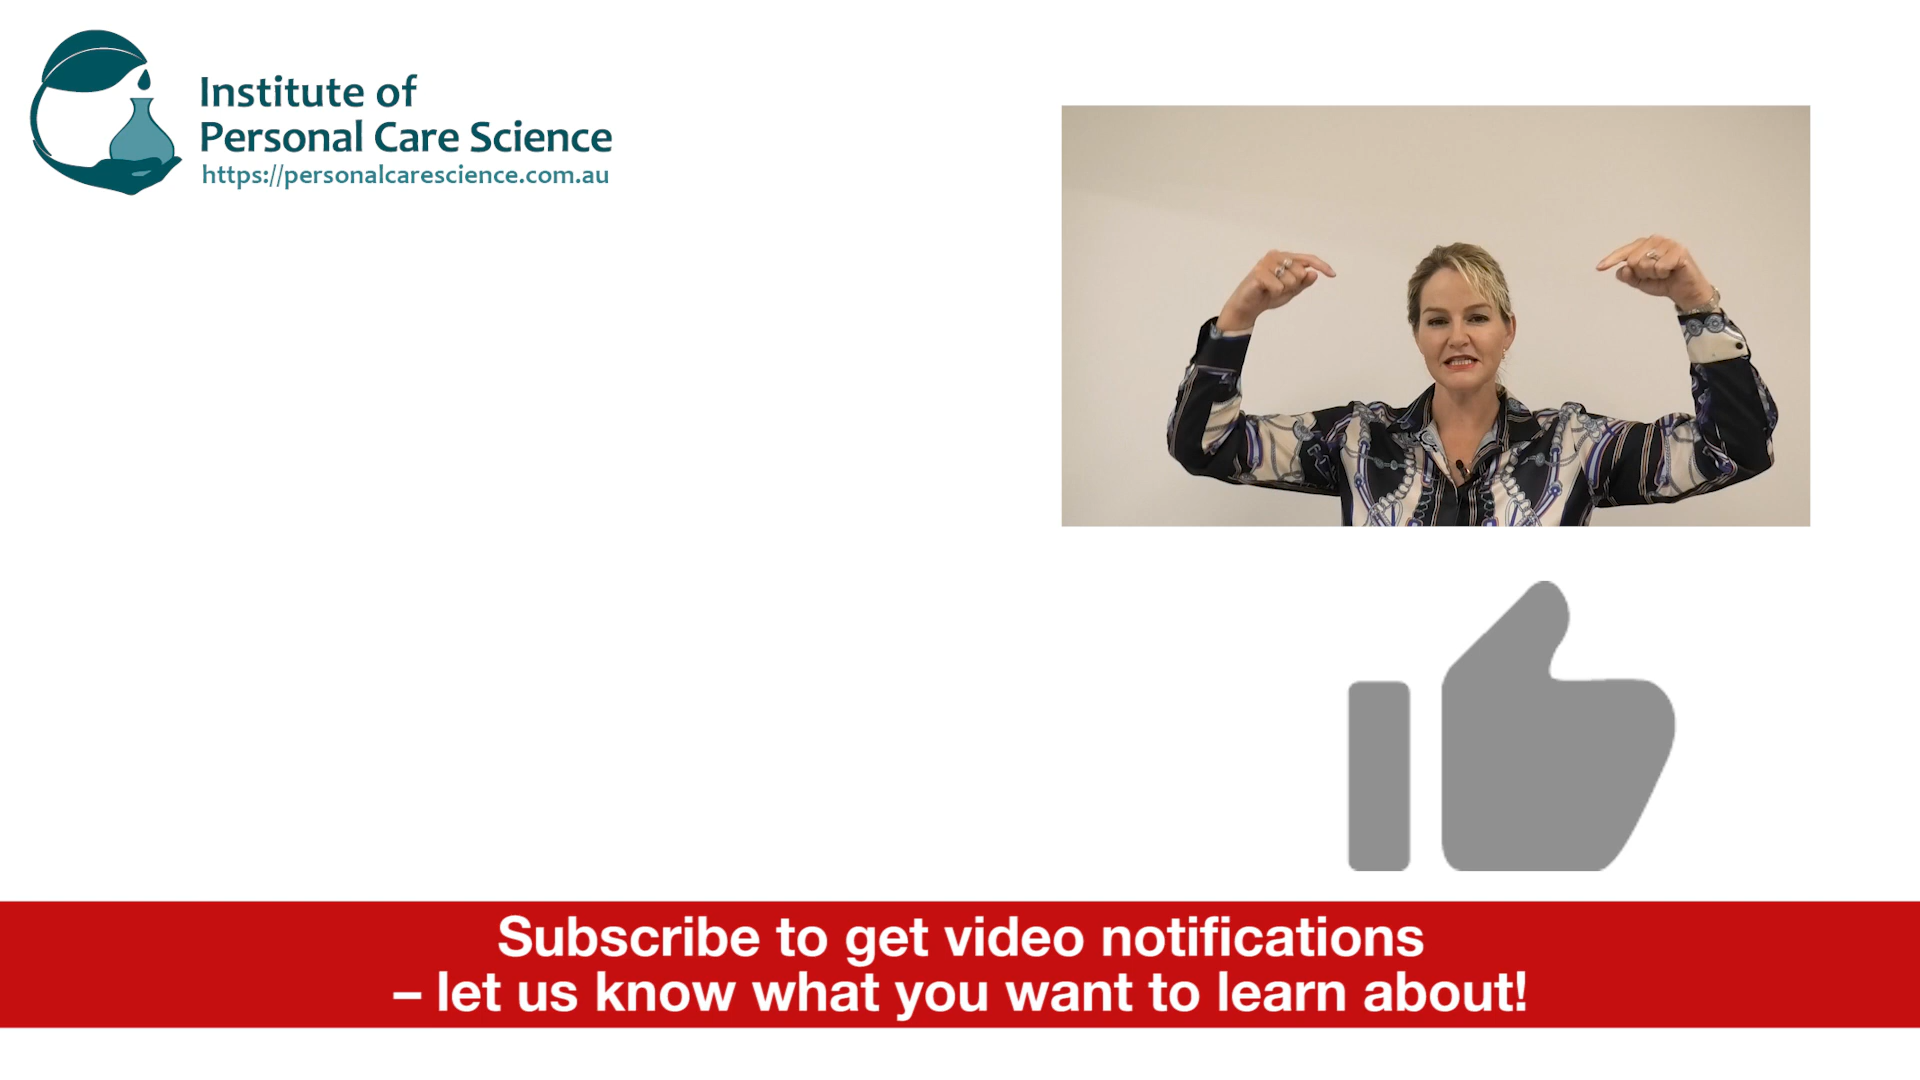 Institute of
Personal Care Science
https://personalcarescience.com.au
Subscribe to get video notifications
– let us know what you want to learn about!